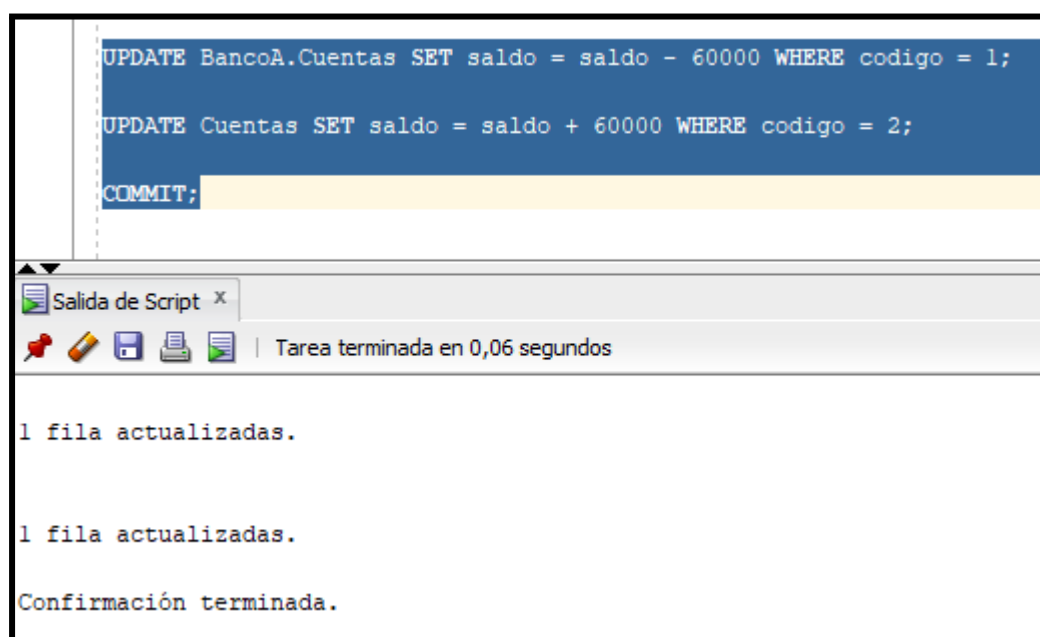 UPDATE BancoA.Cuentas SET saldo = saldo - 60000 WHERE codigo = 1;
UPDATE Cuentas SET saldo = saldo + 60000 WHERE codigo = 2;
COMMIT;
Salida de Script x
| Tarea terminada en 0,06 segundos
1 fila actualizadas.
1 fila actualizadas.
Confirmación terminada.